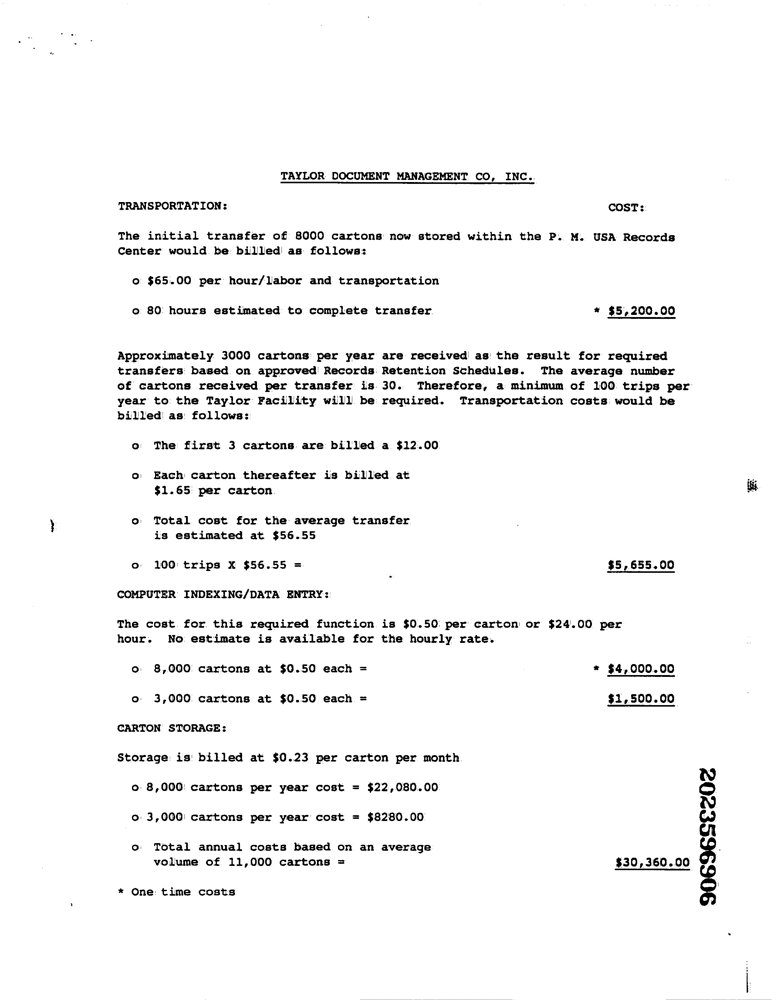 TAYLOR DOCUMENT MANAGEMENT CO, INC.
TRANSPORTATION: COST:
The initial transfer of 8000 cartons now stored within the P. M. USA Records
Center would be billed as follows:
o $65.00 per hour/labor and transportation
o 80 hours estimated to complete transfer * $5,200.00
Approximately 3000 cartons per year are received as the result for required
transfers based on approved Records Retention Schedules. The average number
of cartons received per transfer is 30. Therefore, a minimum of 100 trips per
year to the Taylor Facility will be required. Transportation costs would be
billed as follows:
o The first 3 cartons are billed a $12.00
o Each carton thereafter is billed at
$1.65 per carton
o Total cost for the average transfer
is estimated at $56.55
o 100 trips X $56.55 = $5,655.00
COMPUTER INDEXING/DATA ENTRY:
The cost for this required function is $0.50 per carton or $24.00 per
hour. No estimate is available for the hourly rate.
o 8,000 cartons at $0.50 each = * $4,000.00
o 3,000 cartons at $0.50 each = $1,500.00
CARTON STORAGE:
Storage is billed at $0.23 per carton per month
o 8,000 cartons per year cost = $22,080.00
o 3,000 cartons per year cost = $8280.00
o Total annual costs based on an average
volume of 11,000 cartons = $30,360.00
* One time costs
2023596906